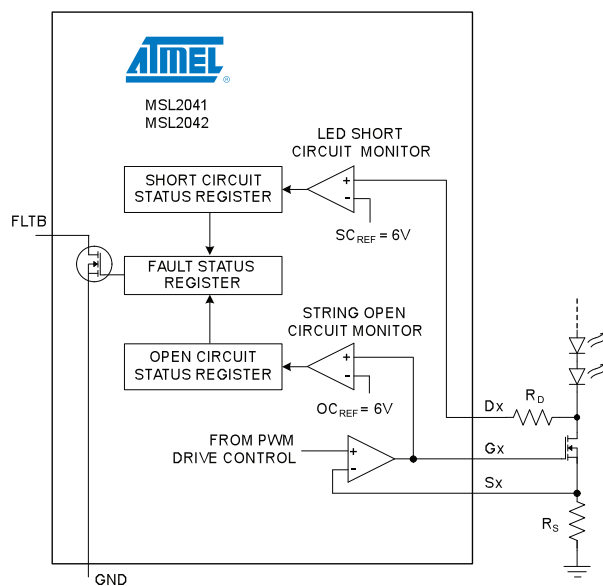 ATMEL
®
MSL2041
MSL2042
LED SHORT
CIRCUIT MONITOR
+
-
SC_REF = 6V
SHORT CIRCUIT
STATUS REGISTER
FLTB
FAULT STATUS
REGISTER
STRING OPEN
CIRCUIT MONITOR
+
-
OC_REF = 6V
OPEN CIRCUIT
STATUS REGISTER
FROM PWM
DRIVE CONTROL
+
-
Dx
R_D
Gx
Sx
R_S
GND